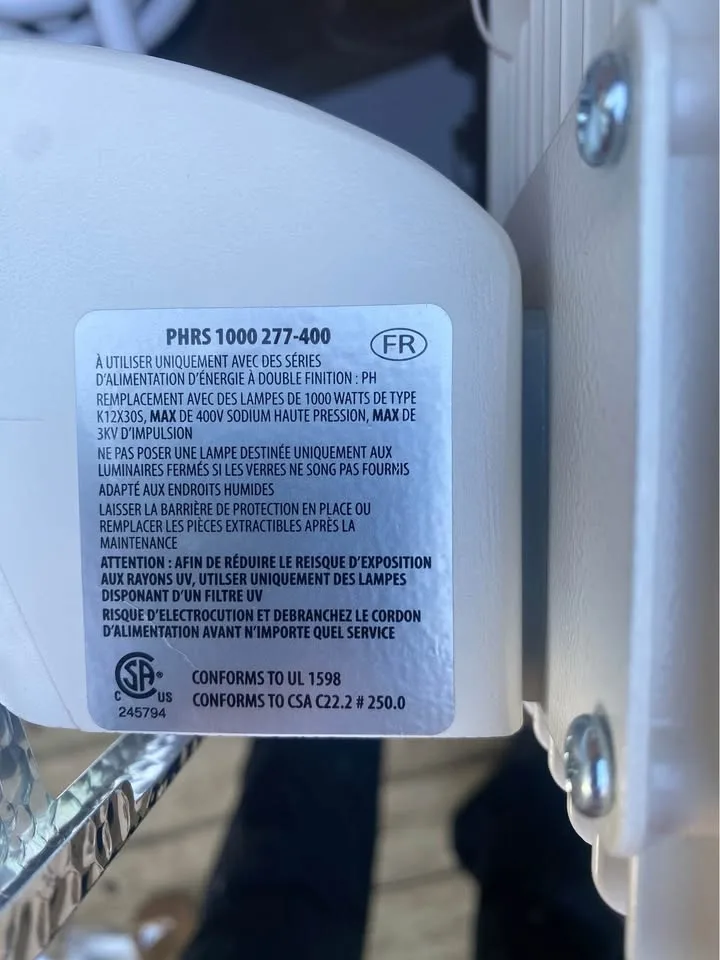 PHRS 1000 277-400
FR
À UTILISER UNIQUEMENT AVEC DES SÉRIES
D'ALIMENTATION D'ÉNERGIE À DOUBLE FINITION : PH
REMPLACEMENT AVEC DES LAMPES DE 1000 WATTS DE TYPE
K12X30S, MAX DE 400V SODIUM HAUTE PRESSION, MAX DE
3KV D'IMPULSION
NE PAS POSER UNE LAMPE DESTINÉE UNIQUEMENT AUX
LUMINAIRES FERMÉS SI LES VERRES NE SONG PAS FOURNIS
ADAPTÉ AUX ENDROITS HUMIDES
LAISSER LA BARRIÈRE DE PROTECTION EN PLACE OU
REMPLACER LES PIÈCES EXTRACTIBLES APRÈS LA
MAINTENANCE
ATTENTION : AFIN DE RÉDUIRE LE REISQUE D'EXPOSITION
AUX RAYONS UV, UTILISER UNIQUEMENT DES LAMPES
DISPONANT D'UN FILTRE UV
RISQUE D'ELECTROCUTION ET DEBRANCHEZ LE CORDON
D'ALIMENTATION AVANT N'IMPORTE QUEL SERVICE
C SA ® US
245794
CONFORMS TO UL 1598
CONFORMS TO CSA C22.2 # 250.0